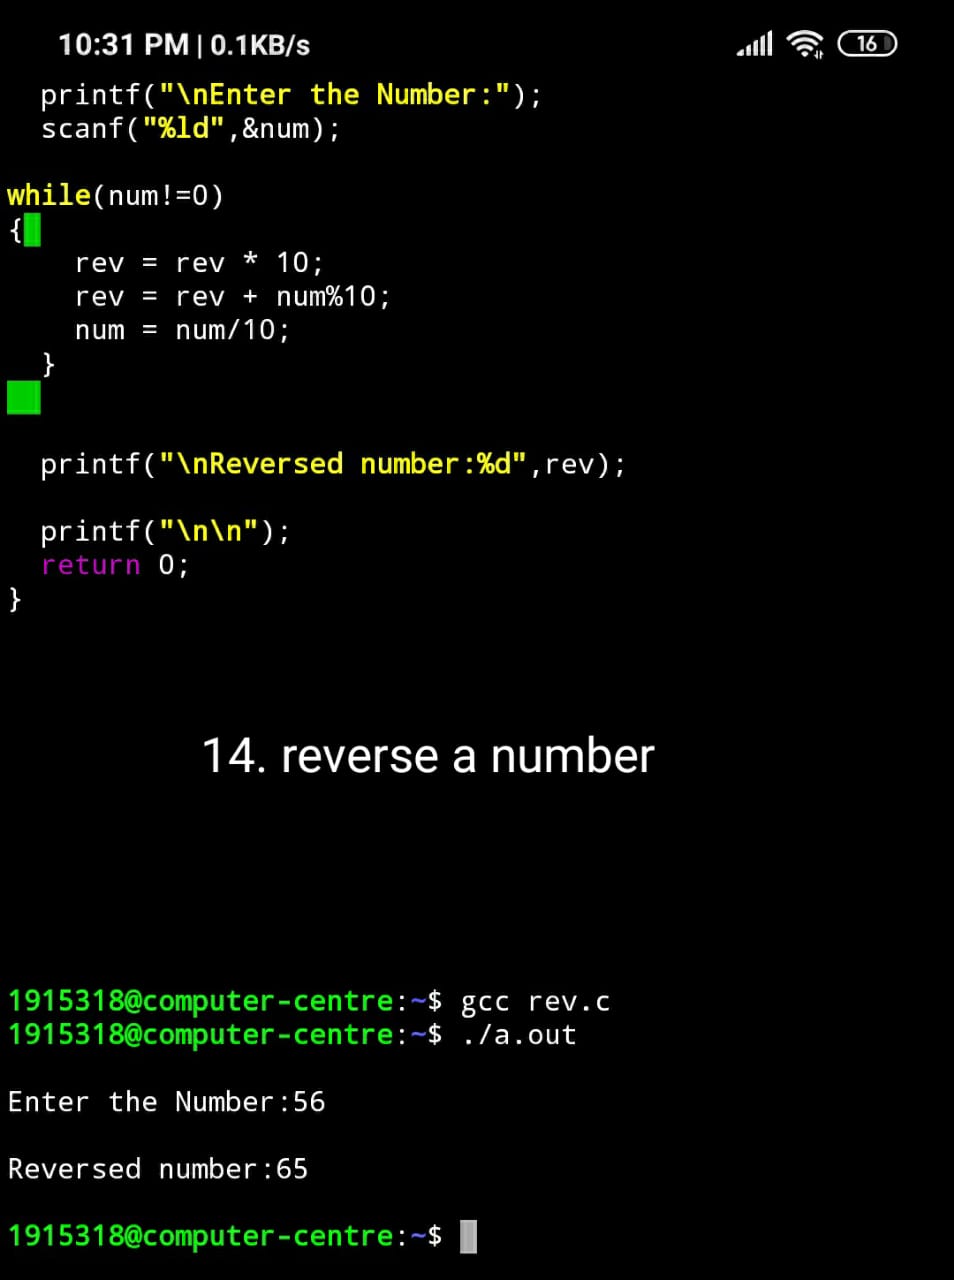 10:31 PM | 0.1KB/s 16
printf("\nEnter the Number:");
scanf("%ld",&num);
while(num!=0)
{
rev = rev * 10;
rev = rev + num%10;
num = num/10;
}
printf("\nReversed number:%d",rev);
printf("\n\n");
return 0;
}
14. reverse a number
1915318@computer-centre:~$ gcc rev.c
1915318@computer-centre:~$ ./a.out
Enter the Number:56
Reversed number:65
1915318@computer-centre:~$